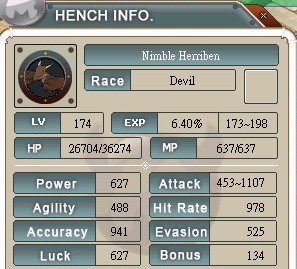 HENCH INFO.
Nimble Herriben
Race Devil
LV 174 EXP 6.40% 173~198
HP 26704/36274 MP 637/637
Power 627 Attack 453~1107
Agility 488 Hit Rate 978
Accuracy 941 Evasion 525
Luck 627 Bonus 134